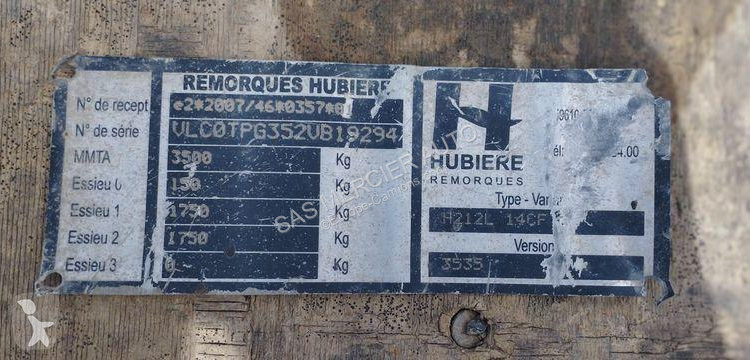 REMORQUES HUBIERE
N° de recept e2*2007/46*0357*0
N° de série VLC0TPG352VB19294
MMTA 3500 Kg
Essieu 0 150 Kg
Essieu 1 1750 Kg
Essieu 2 1750 Kg
Essieu 3 0 Kg
HUBIERE
REMORQUES
Type - Var
H212L 14CF
Version
3535
SAS MERCIER AUTO